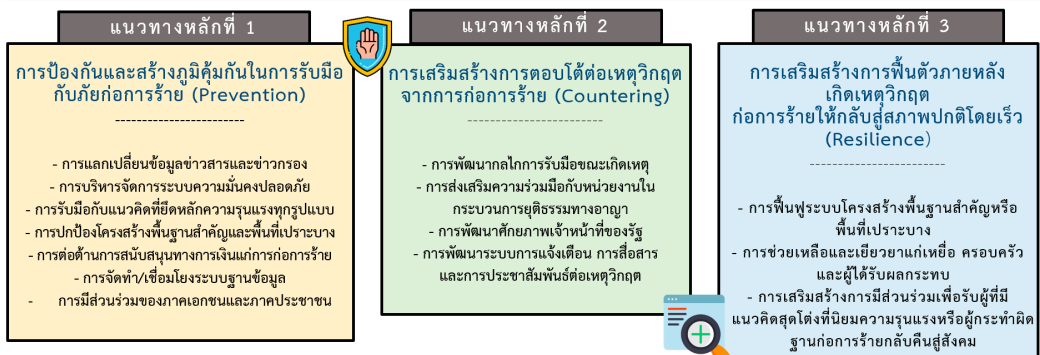 แนวทางหลักที่ 1
การป้องกันและสร้างภูมิคุ้มกันในการรับมือ
กับภัยก่อการร้าย (Prevention)
------------------------
- การแลกเปลี่ยนข้อมูลข่าวสารและข่าวกรอง
- การบริหารจัดการระบบความมั่นคงปลอดภัย
- การรับมือกับแนวคิดที่ยึดหลักความรุนแรงทุกรูปแบบ
- การปกป้องโครงสร้างพื้นฐานสำคัญและพื้นที่เปราะบาง
- การต่อต้านการสนับสนุนทางการเงินแก่การก่อการร้าย
- การจัดทำ/เชื่อมโยงระบบฐานข้อมูล
- การมีส่วนร่วมของภาคเอกชนและภาคประชาชน
แนวทางหลักที่ 2
การเสริมสร้างการตอบโต้ต่อเหตุวิกฤต
จากการก่อการร้าย (Countering)
-------------------------
- การพัฒนากลไกการรับมือขณะเกิดเหตุ
- การส่งเสริมความร่วมมือกับหน่วยงานใน
กระบวนการยุติธรรมทางอาญา
- การพัฒนาศักยภาพเจ้าหน้าที่ของรัฐ
- การพัฒนาระบบการแจ้งเตือน การสื่อสาร
และการประชาสัมพันธ์ต่อเหตุวิกฤต
แนวทางหลักที่ 3
การเสริมสร้างการฟื้นตัวภายหลัง
เกิดเหตุวิกฤต
ก่อการร้ายให้กลับสู่สภาพปกติโดยเร็ว
(Resilience)
-------------------------
- การฟื้นฟูระบบโครงสร้างพื้นฐานสำคัญหรือ
พื้นที่เปราะบาง
- การช่วยเหลือและเยียวยาแก่เหยื่อ ครอบครัว
และผู้ได้รับผลกระทบ
- การเสริมสร้างการมีส่วนร่วมเพื่อรับผู้ที่มี
แนวคิดสุดโต่งที่นิยมความรุนแรงหรือผู้กระทำผิด
ฐานก่อการร้ายกลับคืนสู่สังคม